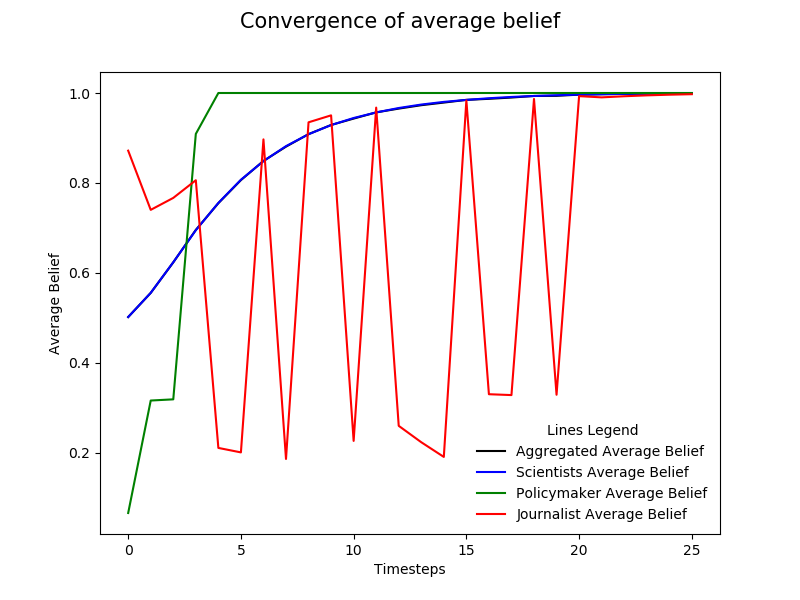 Convergence of average belief
1.0
0.8
0.6
0.4
0.2
Average Belief
Lines Legend
Aggregated Average Belief
Scientists Average Belief
Policymaker Average Belief
Journalist Average Belief
0 5 10 15 20 25
Timesteps